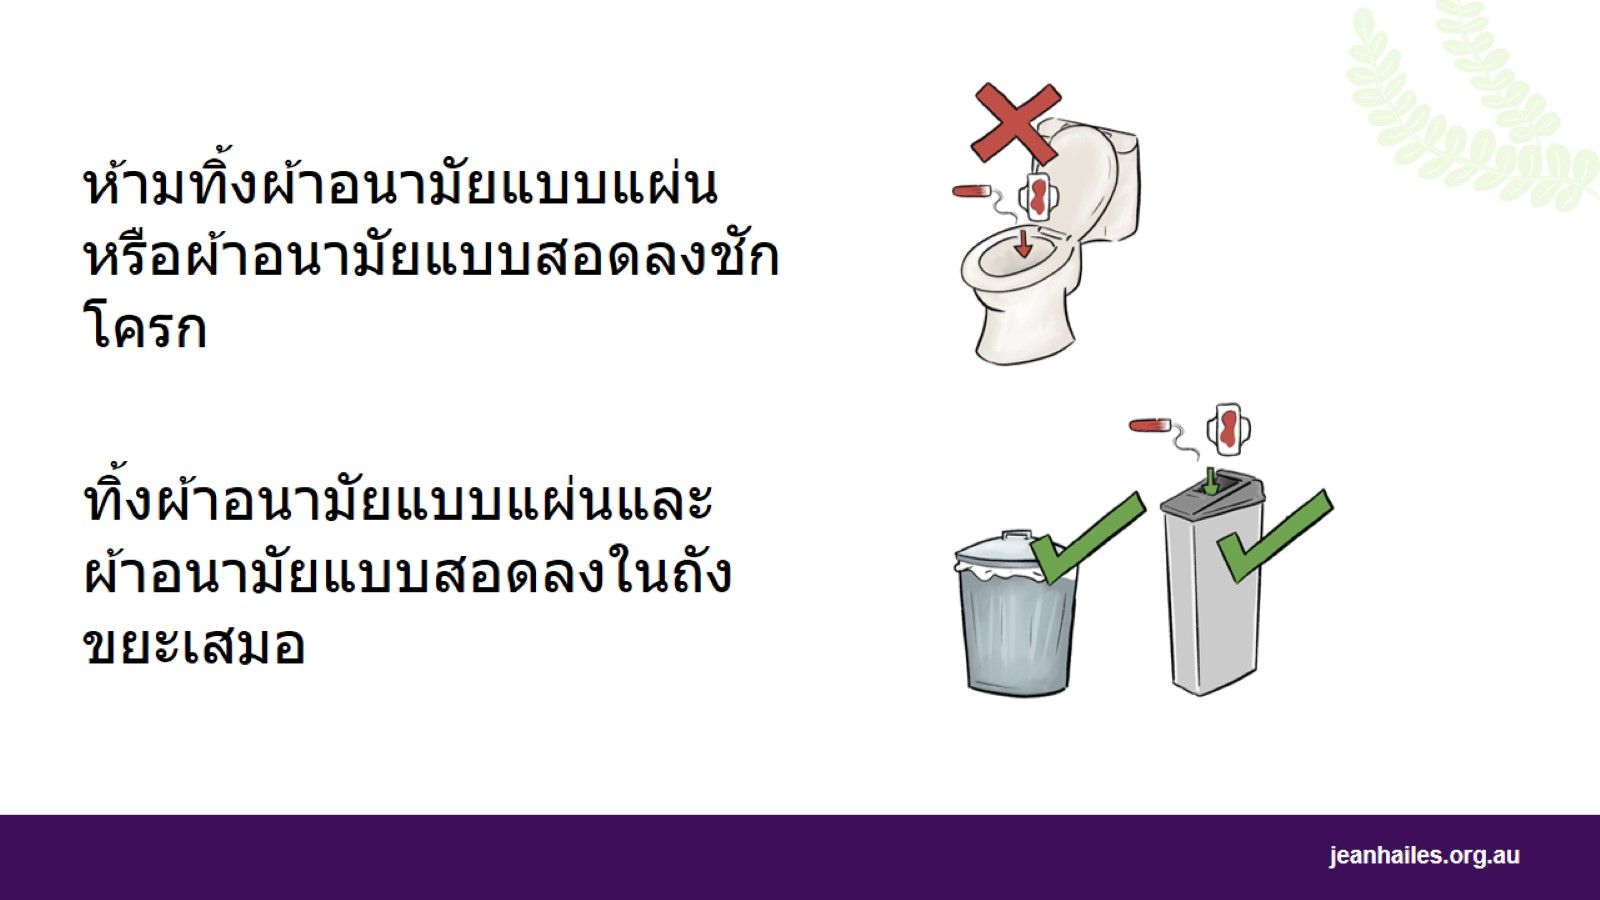 ห้ามทิ้งผ้าอนามัยแบบแผ่น
หรือผ้าอนามัยแบบสอดลงชัก
โครก
ทิ้งผ้าอนามัยแบบแผ่นและ
ผ้าอนามัยแบบสอดลงในถัง
ขยะเสมอ
jeanhailes.org.au